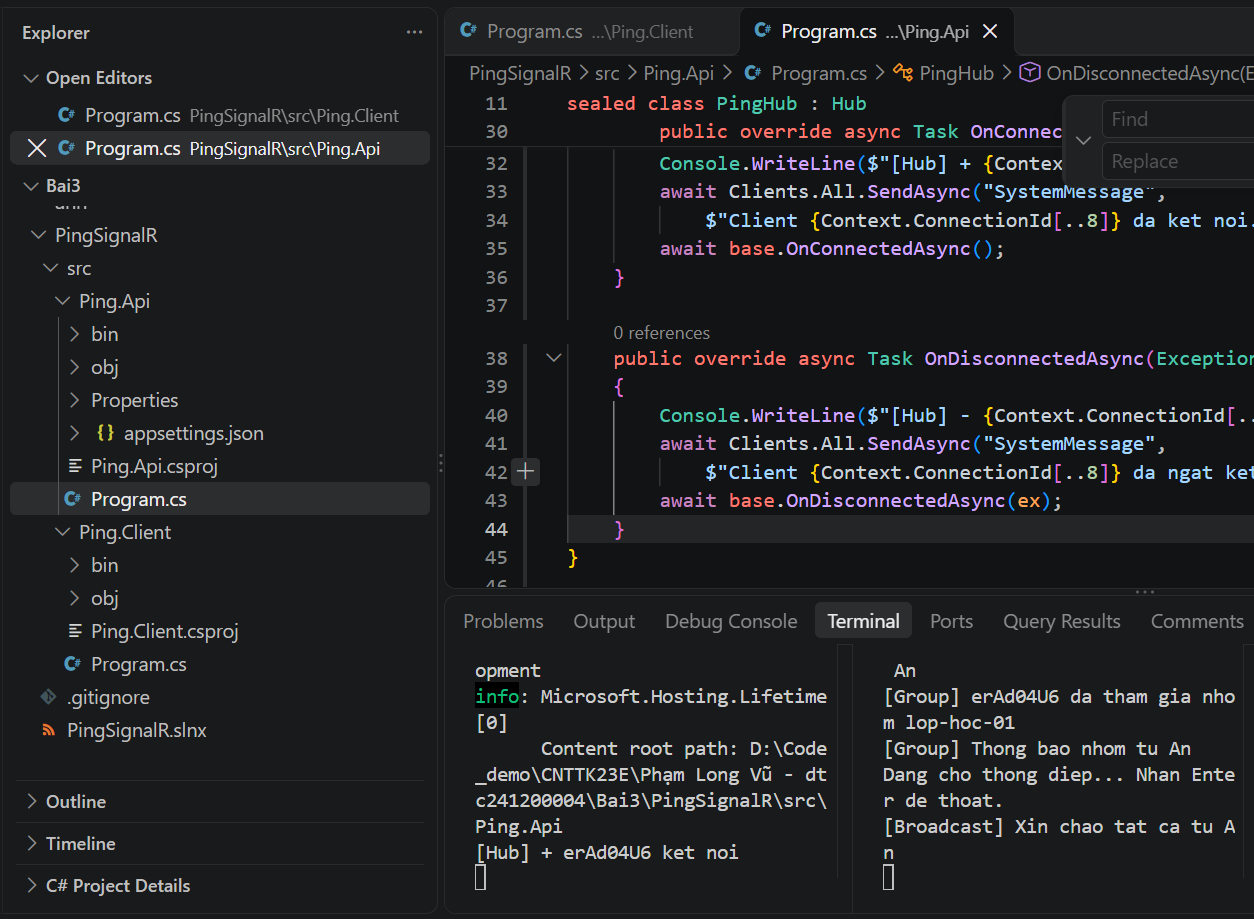 Explorer
Open Editors
Program.cs PingSignalR\src\Ping.Client
Program.cs PingSignalR\src\Ping.Api
Bai3
PingSignalR
src
Ping.Api
bin
obj
Properties
{} appsettings.json
Ping.Api.csproj
Program.cs
Ping.Client
bin
obj
Ping.Client.csproj
Program.cs
.gitignore
PingSignalR.slnx
Outline
Timeline
C# Project Details
Program.cs ...\Ping.Client
Program.cs ...\Ping.Api
PingSignalR > src > Ping.Api > Program.cs > PingHub > OnDisconnectedAsync(E
Find
Replace
11 sealed class PingHub : Hub
30 public override async Task OnConnec
32 Console.WriteLine($"[Hub] + {Contex
33 await Clients.All.SendAsync("SystemMessage",
34 $"Client {Context.ConnectionId[..8]} da ket noi.
35 await base.OnConnectedAsync();
36 }
37
0 references
38 public override async Task OnDisconnectedAsync(Exception
39 {
40 Console.WriteLine($"[Hub] - {Context.ConnectionId[..
41 await Clients.All.SendAsync("SystemMessage",
42 $"Client {Context.ConnectionId[..8]} da ngat ket
43 await base.OnDisconnectedAsync(ex);
44 }
45 }
46
Problems Output Debug Console Terminal Ports Query Results Comments
opment
info: Microsoft.Hosting.Lifetime
[0]
Content root path: D:\Code
_demo\CNTTK23E\Phạm Long Vũ - dt
c241200004\Bai3\PingSignalR\src\
Ping.Api
[Hub] + erAd04U6 ket noi
An
[Group] erAd04U6 da tham gia nho
m lop-hoc-01
[Group] Thong bao nhom tu An
Dang cho thong diep... Nhan Ente
r de thoat.
[Broadcast] Xin chao tat ca tu A
n